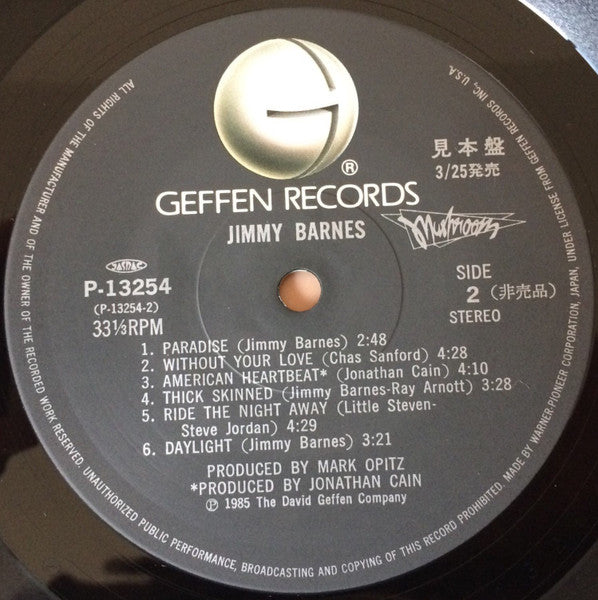 ®
GEFFEN RECORDS
見本盤
3/25発売
JIMMY BARNES
Mushroom
JASRAC
P-13254
(P-13254-2)
33⅓RPM
SIDE
2 (非売品)
STEREO
1. PARADISE (Jimmy Barnes) 2:48
2. WITHOUT YOUR LOVE (Chas Sanford) 4:28
3. AMERICAN HEARTBEAT* (Jonathan Cain) 4:10
4. THICK SKINNED (Jimmy Barnes-Ray Arnott) 3:28
5. RIDE THE NIGHT AWAY (Little Steven-
Steve Jordan) 4:29
6. DAYLIGHT (Jimmy Barnes) 3:21
PRODUCED BY MARK OPITZ
*PRODUCED BY JONATHAN CAIN
Ⓟ 1985 The David Geffen Company
ALL RIGHTS OF THE MANUFACTURER AND OF THE OWNER OF THE RECORDED WORK RESERVED. UNAUTHORIZED PUBLIC PERFORMANCE, BROADCASTING AND COPYING OF THIS RECORD PROHIBITED. MADE BY WARNER-PIONEER CORPORATION, JAPAN, UNDER LICENSE FROM GEFFEN RECORDS INC., U.S.A.